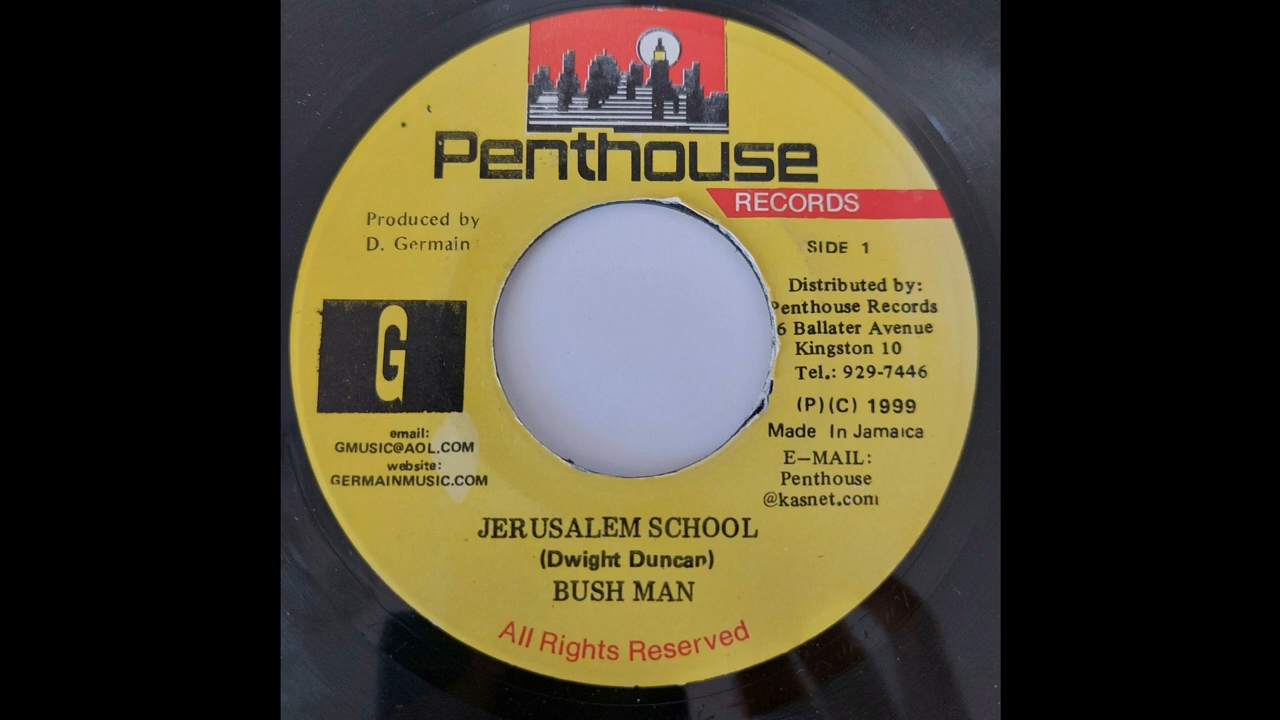 Penthouse
RECORDS
Produced by
D. Germain
G
email:
GMUSIC@AOL.COM
website:
GERMAINMUSIC.COM
SIDE 1
Distributed by:
Penthouse Records
6 Ballater Avenue
Kingston 10
Tel.: 929-7446
(P)(C) 1999
Made In Jamaica
E-MAIL:
Penthouse
@kasnet.com
JERUSALEM SCHOOL
(Dwight Duncan)
BUSH MAN
All Rights Reserved